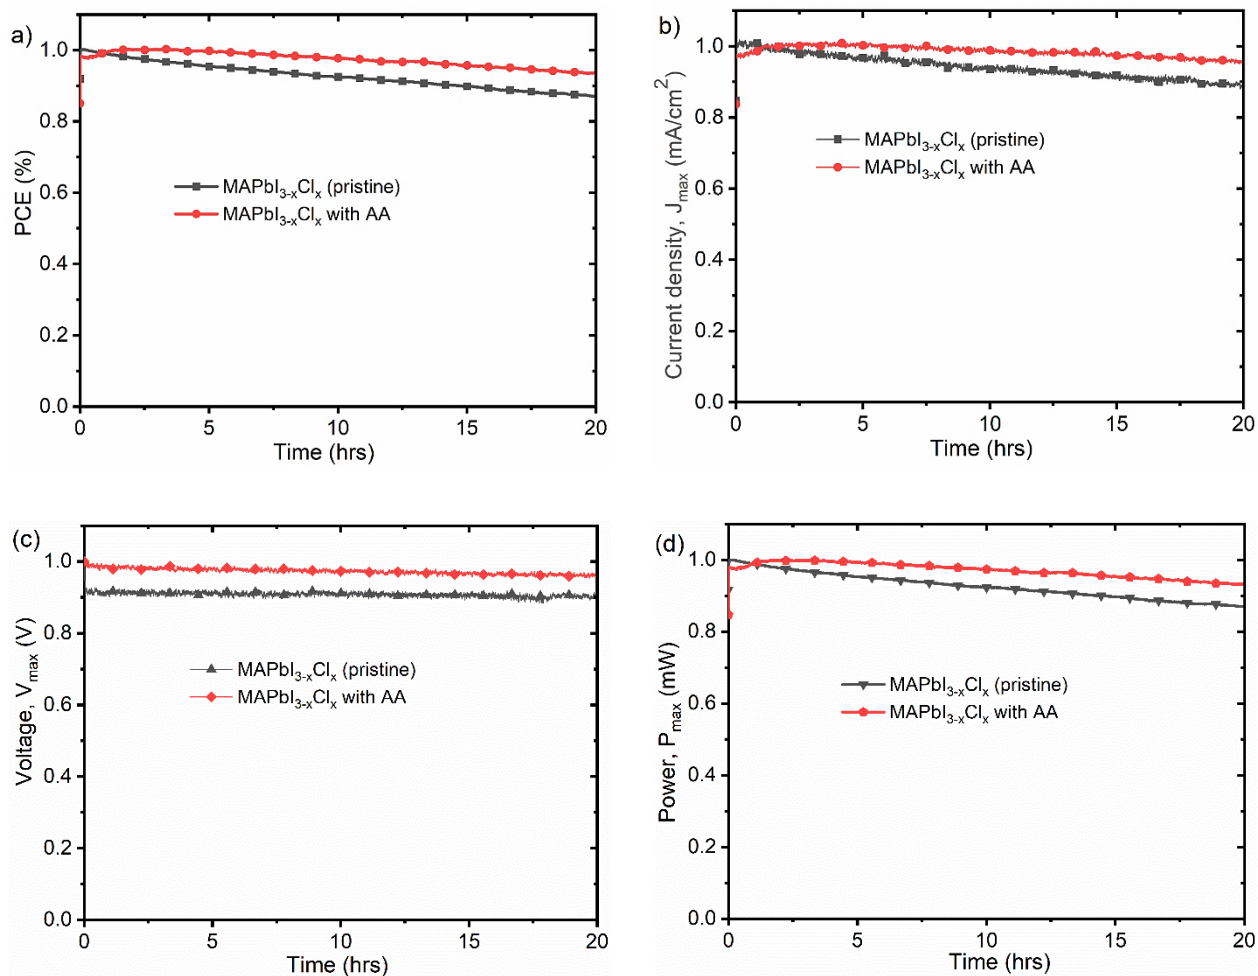 a)
1.0
0.8
0.6
0.4
0.2
0.0
PCE (%)
MAPbI₃₋ₓClₓ (pristine)
MAPbI₃₋ₓClₓ with AA
0 5 10 15 20
Time (hrs)
b)
1.0
0.8
0.6
0.4
0.2
0.0
Current density, Jmax (mA/cm²)
MAPbI₃₋ₓClₓ (pristine)
MAPbI₃₋ₓClₓ with AA
0 5 10 15 20
Time (hrs)
(c)
1.0
0.8
0.6
0.4
0.2
0.0
Voltage, Vmax (V)
MAPbI₃₋ₓClₓ (pristine)
MAPbI₃₋ₓClₓ with AA
0 5 10 15 20
Time (hrs)
(d)
1.0
0.8
0.6
0.4
0.2
0.0
Power, Pmax (mW)
MAPbI₃₋ₓClₓ (pristine)
MAPbI₃₋ₓClₓ with AA
0 5 10 15 20
Time (hrs)